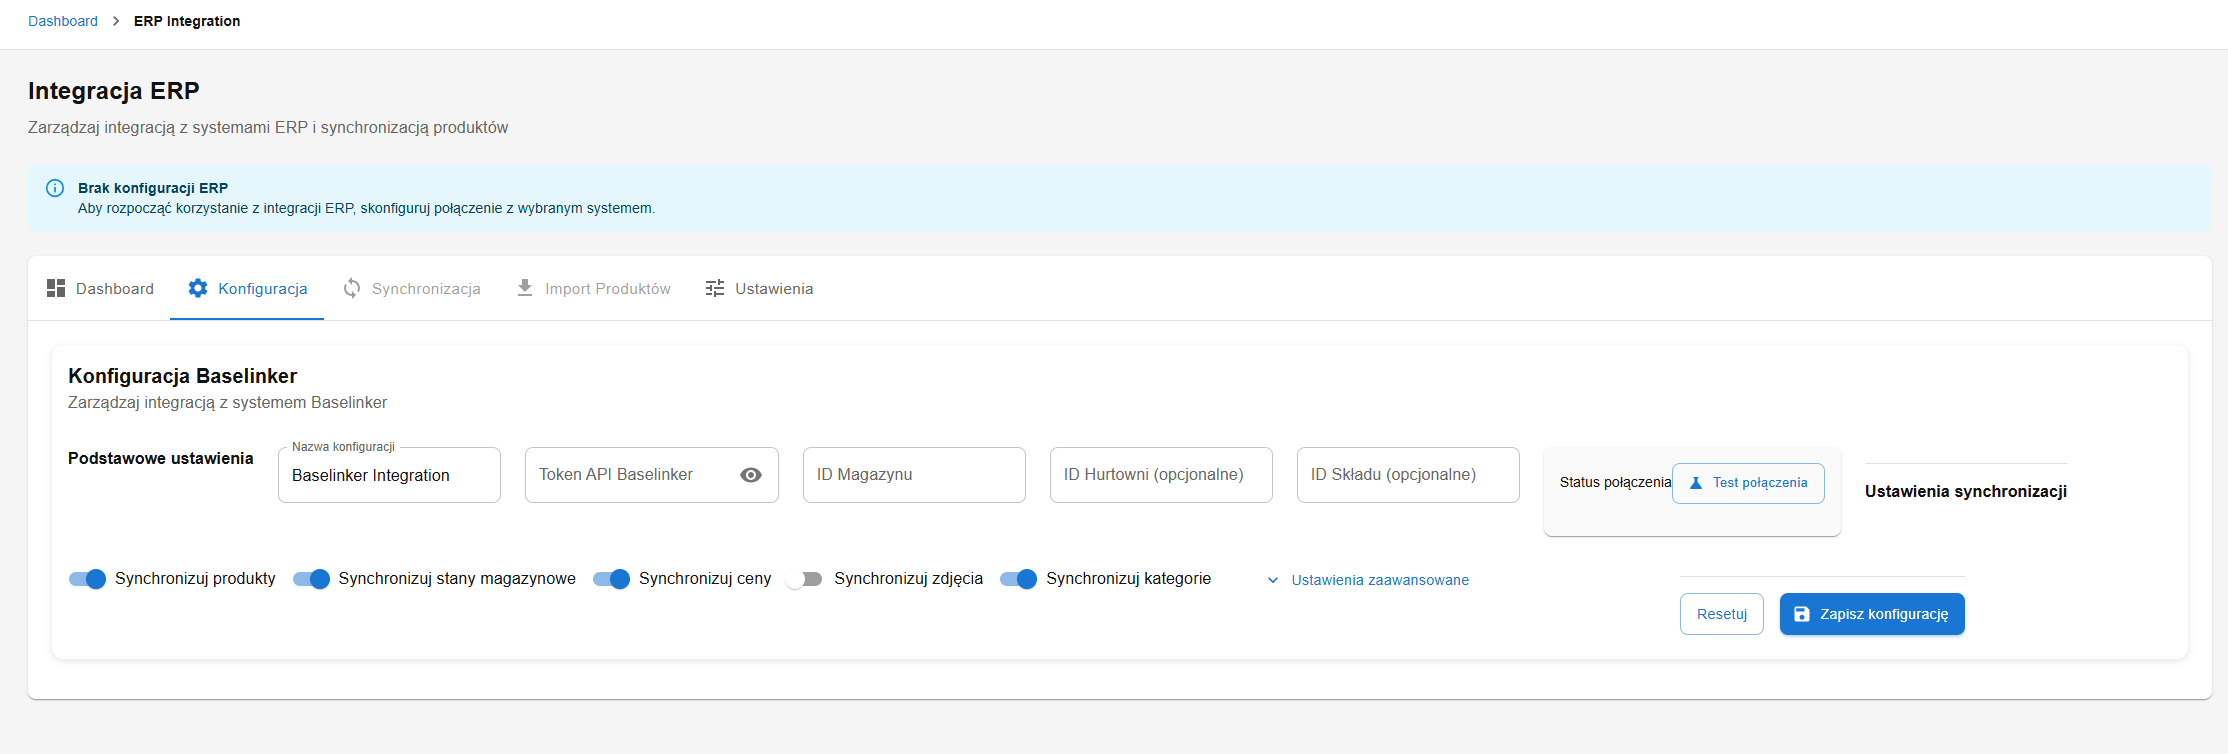 Dashboard > ERP Integration
Integracja ERP
Zarządzaj integracją z systemami ERP i synchronizacją produktów
Brak konfiguracji ERP
Aby rozpocząć korzystanie z integracji ERP, skonfiguruj połączenie z wybranym systemem.
Dashboard Konfiguracja Synchronizacja Import Produktów Ustawienia
Konfiguracja Baselinker
Zarządzaj integracją z systemem Baselinker
Podstawowe ustawienia
Nazwa konfiguracji
Baselinker Integration
Token API Baselinker
ID Magazynu
ID Hurtowni (opcjonalne)
ID Składu (opcjonalne)
Status połączenia
Test połączenia
Ustawienia synchronizacji
Synchronizuj produkty
Synchronizuj stany magazynowe
Synchronizuj ceny
Synchronizuj zdjęcia
Synchronizuj kategorie
Ustawienia zaawansowane
Resetuj
Zapisz konfigurację